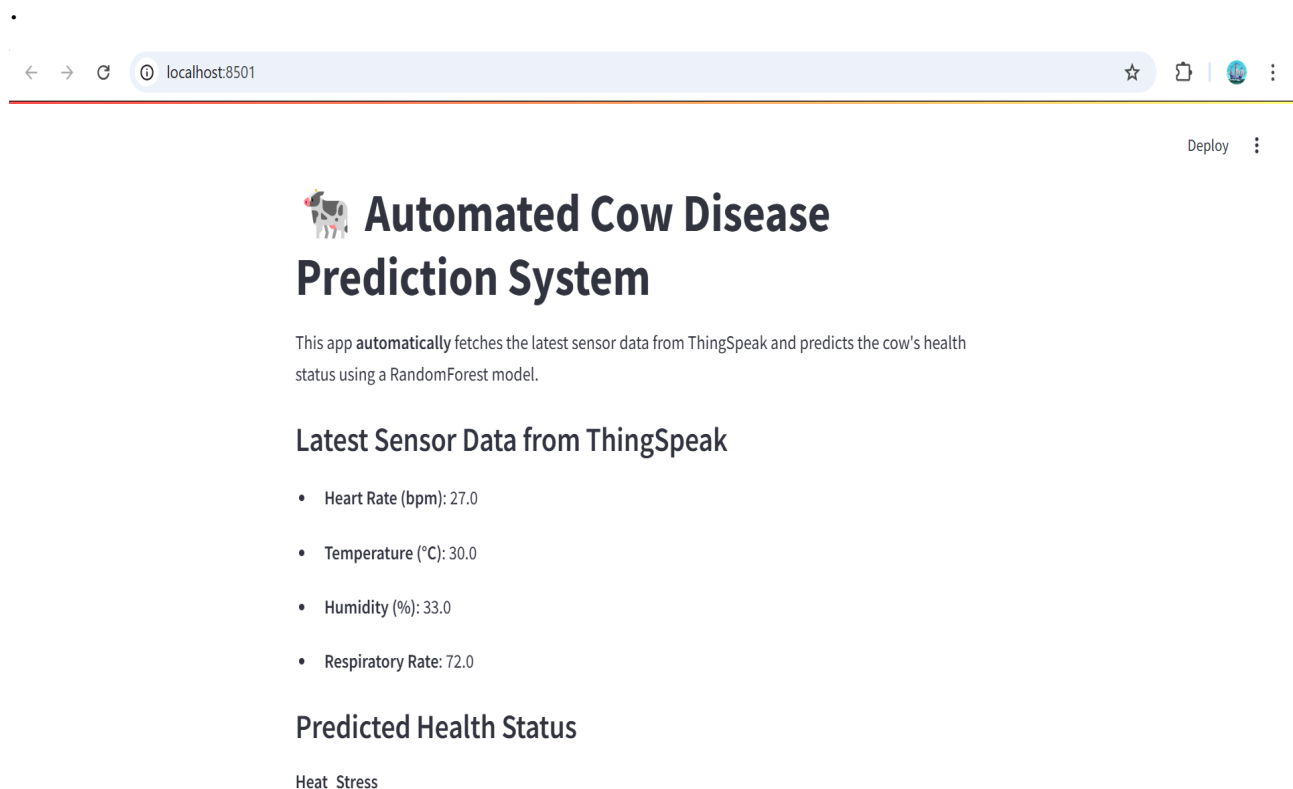 localhost:8501
Deploy
Automated Cow Disease
Prediction System
This app automatically fetches the latest sensor data from ThingSpeak and predicts the cow's health
status using a RandomForest model.
Latest Sensor Data from ThingSpeak
• Heart Rate (bpm): 27.0
• Temperature (°C): 30.0
• Humidity (%): 33.0
• Respiratory Rate: 72.0
Predicted Health Status
Heat Stress